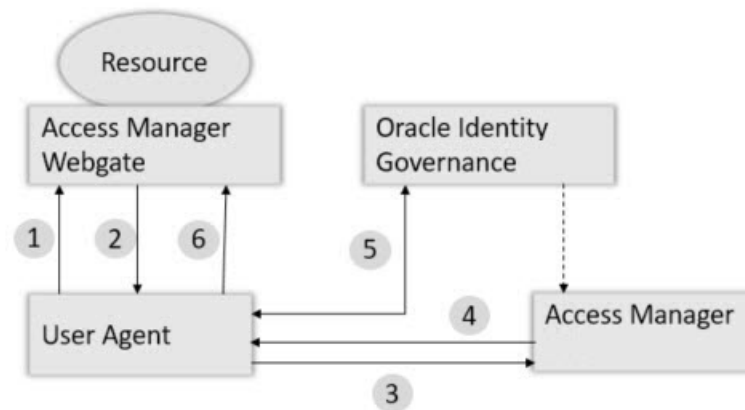 Resource
Access Manager
Webgate
Oracle Identity
Governance
1
2
6
5
User Agent
4
Access Manager
3